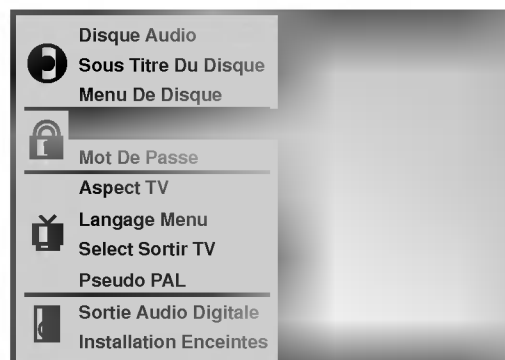 Disque Audio
Sous Titre Du Disque
Menu De Disque
Mot De Passe
Aspect TV
Langage Menu
Select Sortir TV
Pseudo PAL
Sortie Audio Digitale
Installation Enceintes